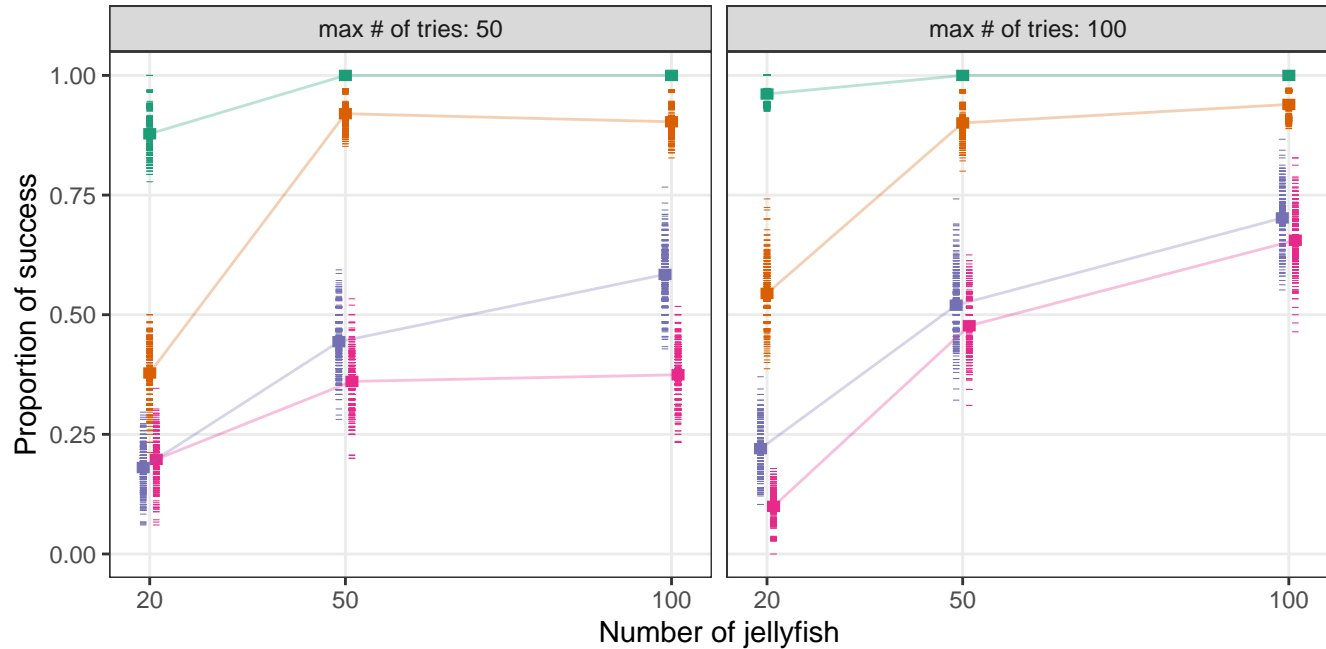 max # of tries: 50
max # of tries: 100
Proportion of success
1.00
0.75
0.50
0.25
0.00
20
50
100
20
50
100
Number of jellyfish